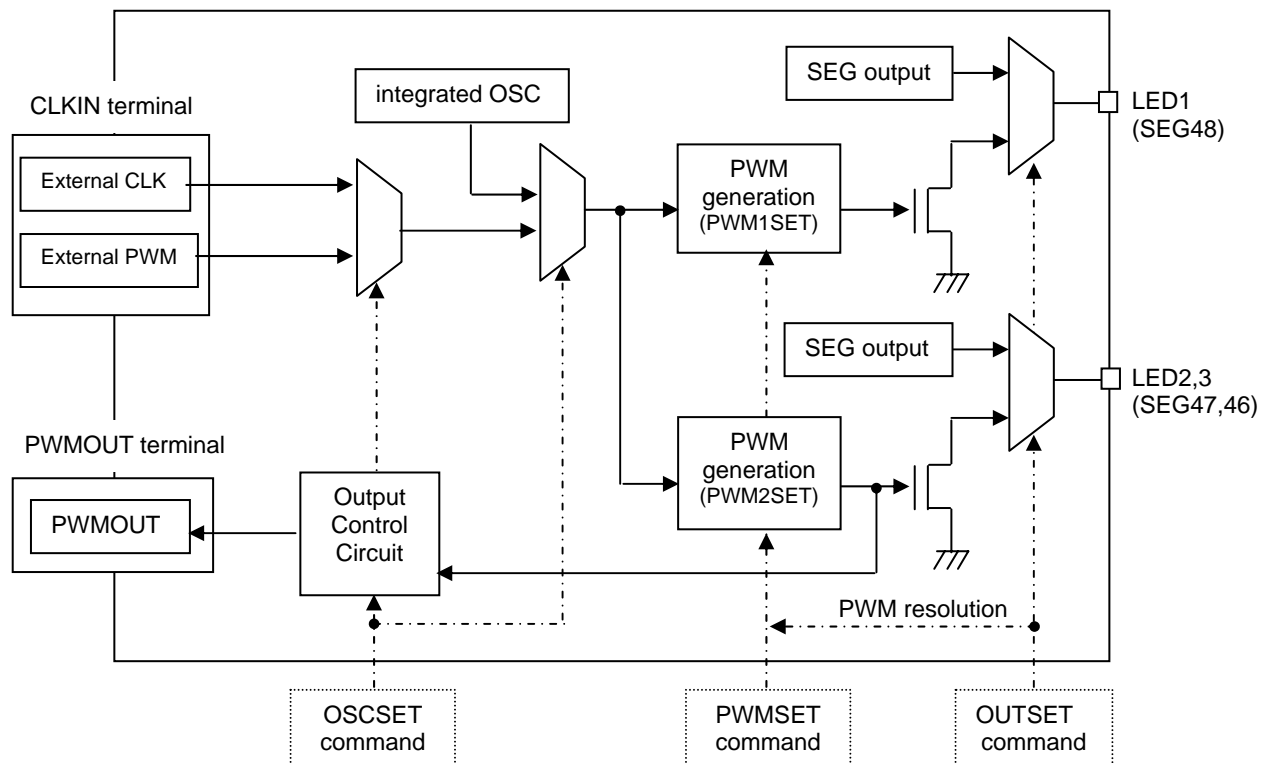 SEG output
integrated OSC
LED1
(SEG48)
CLKIN terminal
External CLK
External PWM
PWM
generation
(PWM1SET)
SEG output
LED2,3
(SEG47,46)
PWMOUT terminal
PWMOUT
Output
Control
Circuit
PWM
generation
(PWM2SET)
PWM resolution
OSCSET
command
PWMSET
command
OUTSET
command